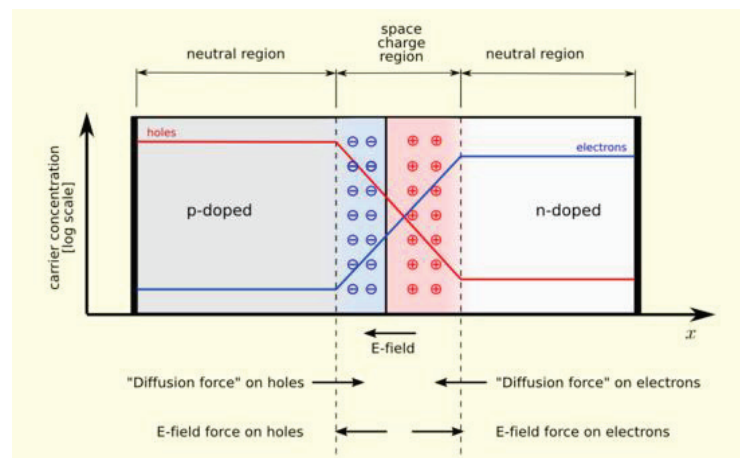 space
charge
region
neutral region
neutral region
carrier concentration
[log scale]
holes
electrons
p-doped
n-doped
x
E-field
"Diffusion force" on holes
"Diffusion force" on electrons
E-field force on holes
E-field force on electrons